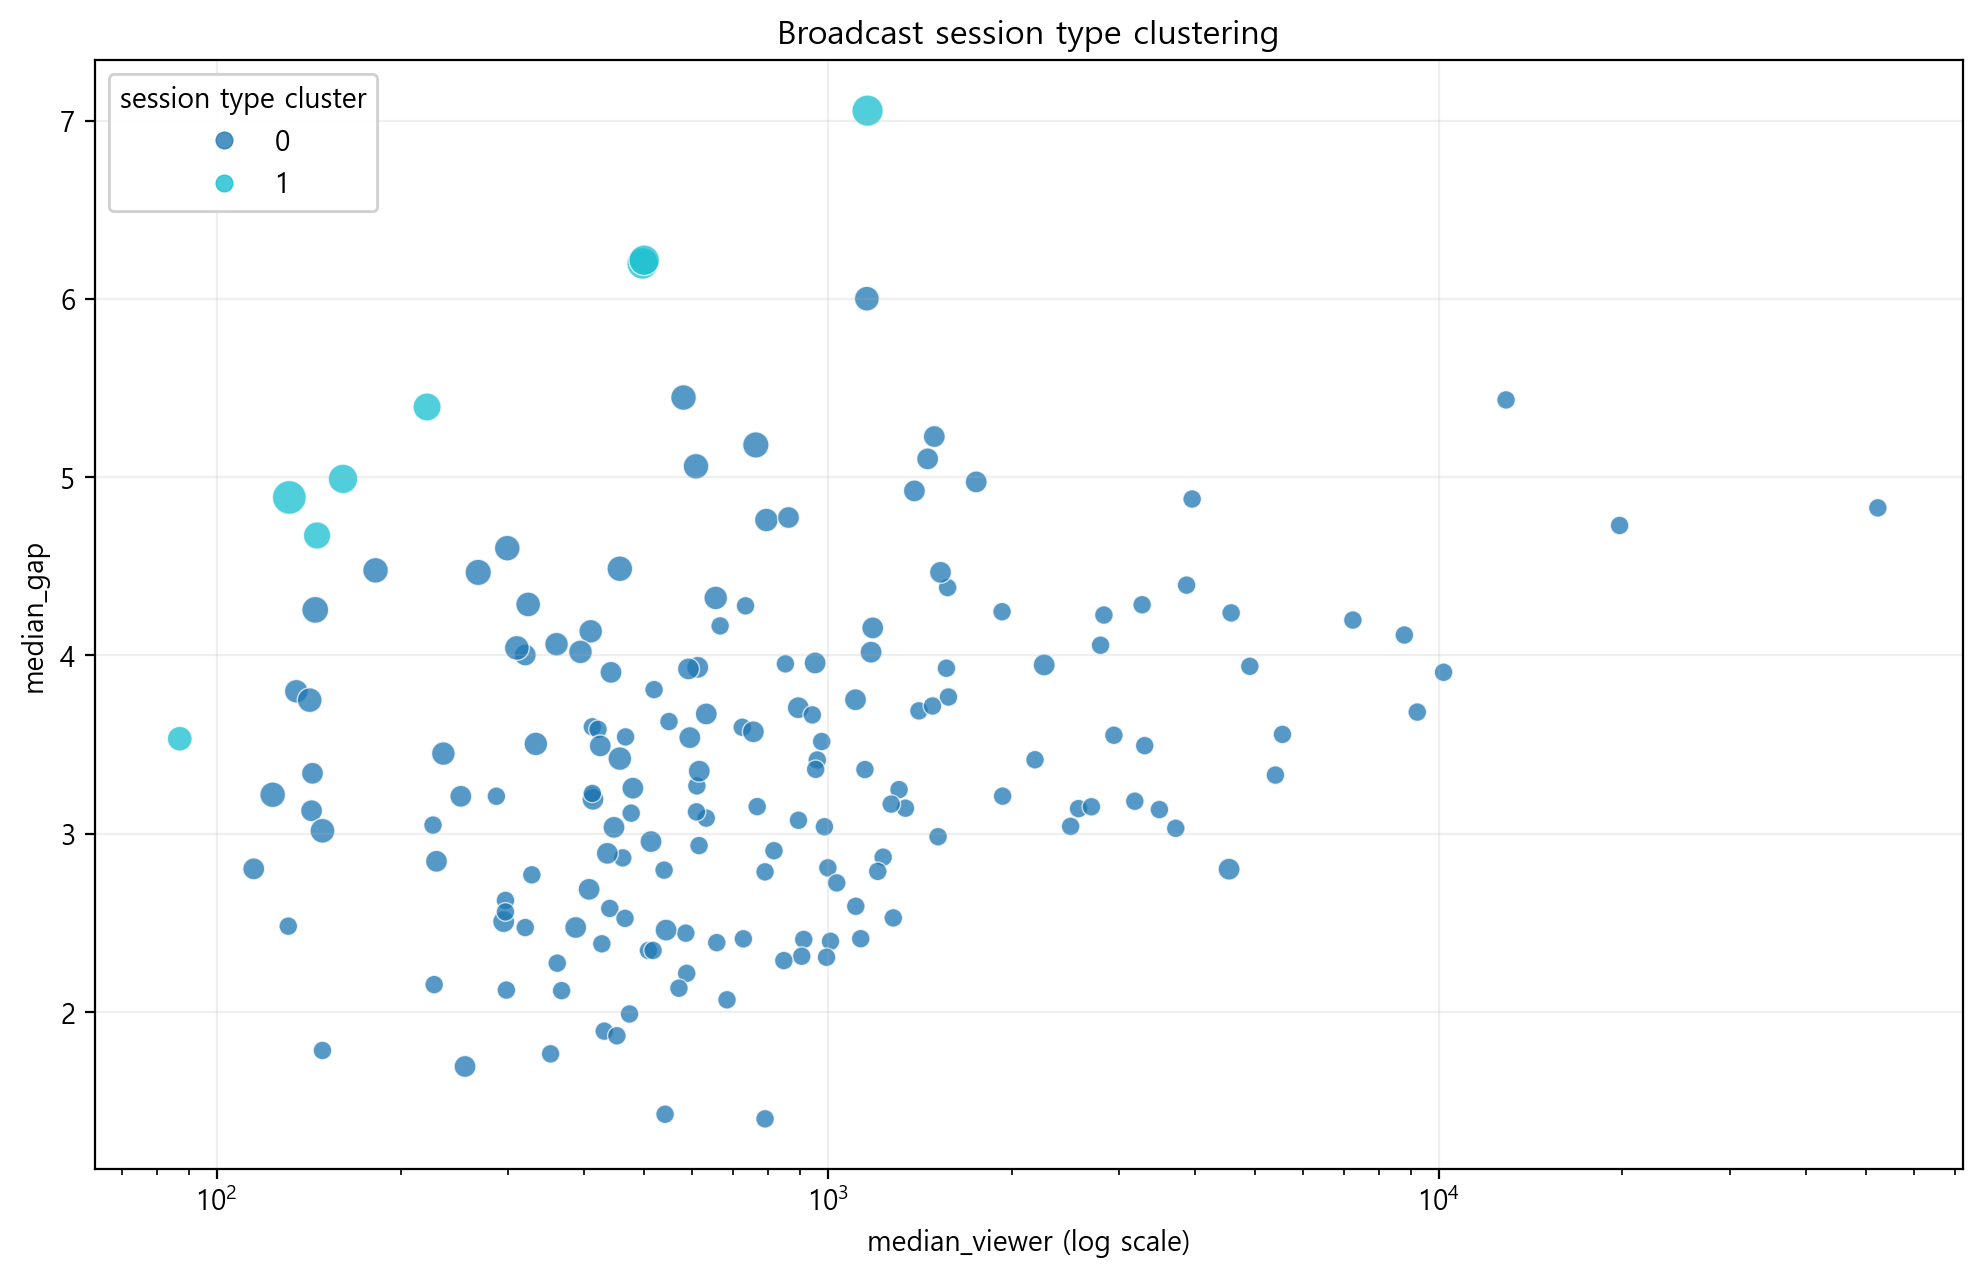 Broadcast session type clustering
session type cluster
0
1
7
6
5
4
3
2
median_gap
10²
10³
10⁴
median_viewer (log scale)